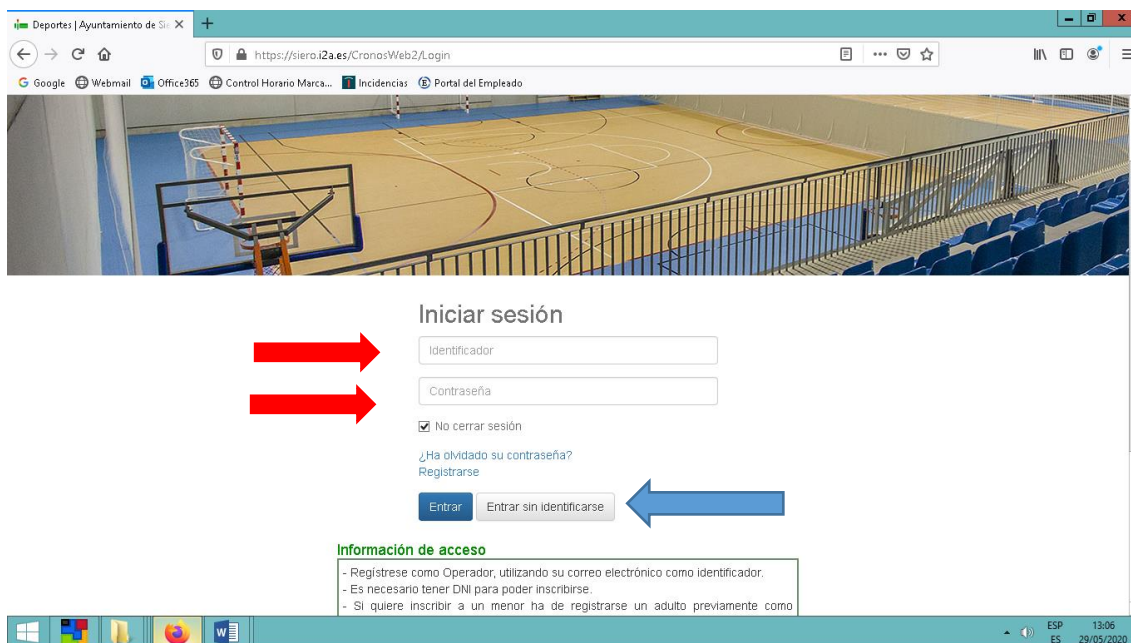 Deportes | Ayuntamiento de Sie
https://siero.i2a.es/CronosWeb2/Login
Google Webmail Office365 Control Horario Marca... Incidencias Portal del Empleado
Iniciar sesión
Identificador
Contraseña
No cerrar sesión
¿Ha olvidado su contraseña?
Registrarse
Entrar Entrar sin identificarse
Información de acceso
- Regístrese como Operador, utilizando su correo electrónico como identificador.
- Es necesario tener DNI para poder inscribirse.
- Si quiere inscribir a un menor ha de registrarse un adulto previamente como
ESP 13:06
ES 29/05/2020